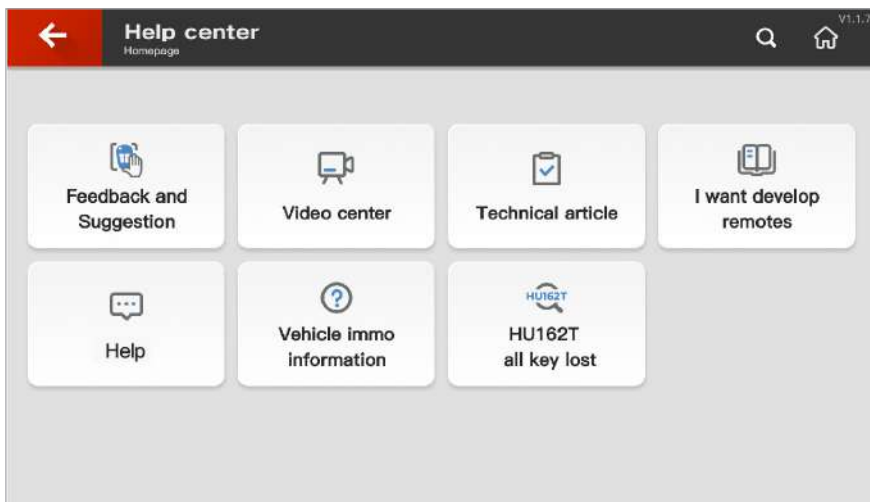 Help center
Homepage
V1.1.7
Feedback and
Suggestion
Video center
Technical article
I want develop
remotes
Help
Vehicle immo
information
HU162T
HU162T
all key lost